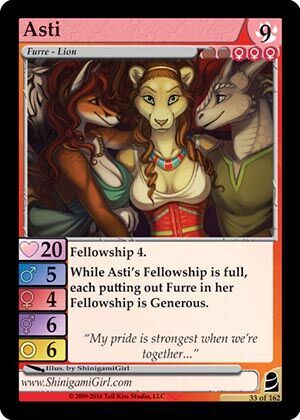 Asti
9
Furre - Lion
20
Fellowship 4.
5
While Asti's Fellowship is full,
each putting out Furre in her
4
Fellowship is Generous.
6
"My pride is strongest when we're
together..."
6
Illus. by ShinigamiGirl
www.ShinigamiGirl.com
33 of 162
© 2009-2014 Tail Kiss Studio, LLC